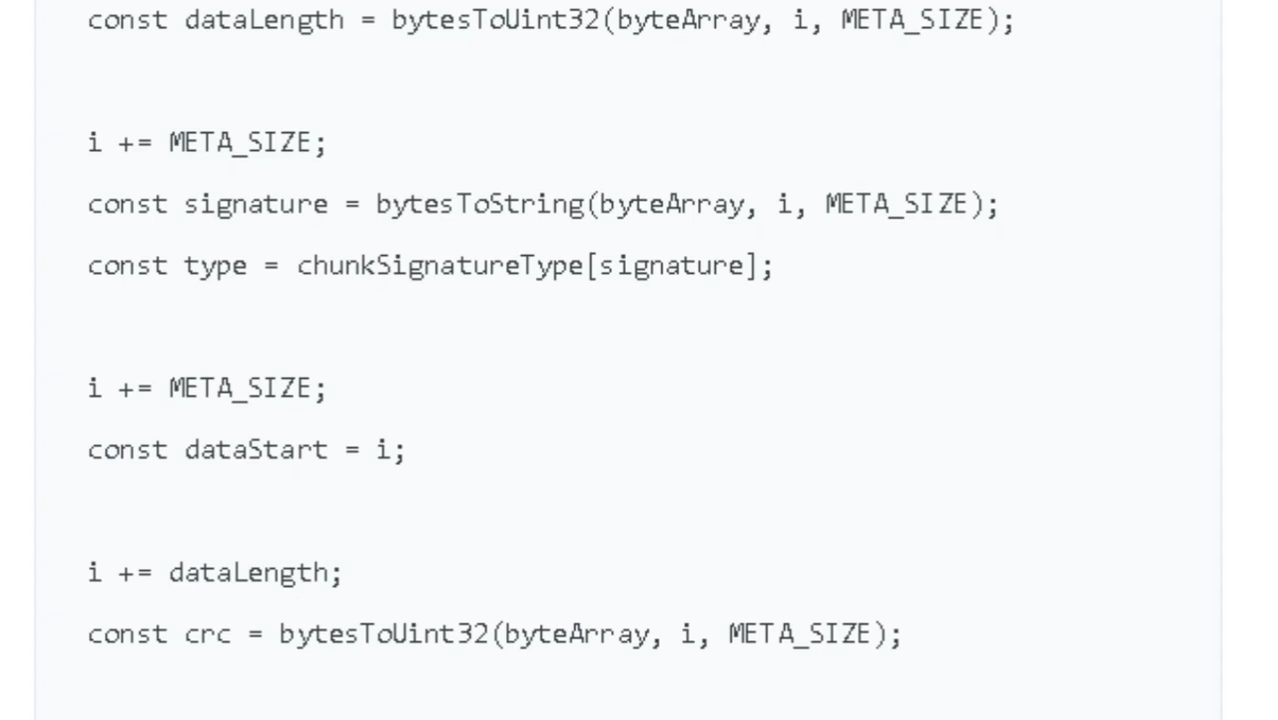 const dataLength = bytesToUint32(byteArray, i, META_SIZE);
i += META_SIZE;
const signature = bytesToString(byteArray, i, META_SIZE);
const type = chunkSignatureType[signature];
i += META_SIZE;
const dataStart = i;
i += dataLength;
const crc = bytesToUint32(byteArray, i, META_SIZE);